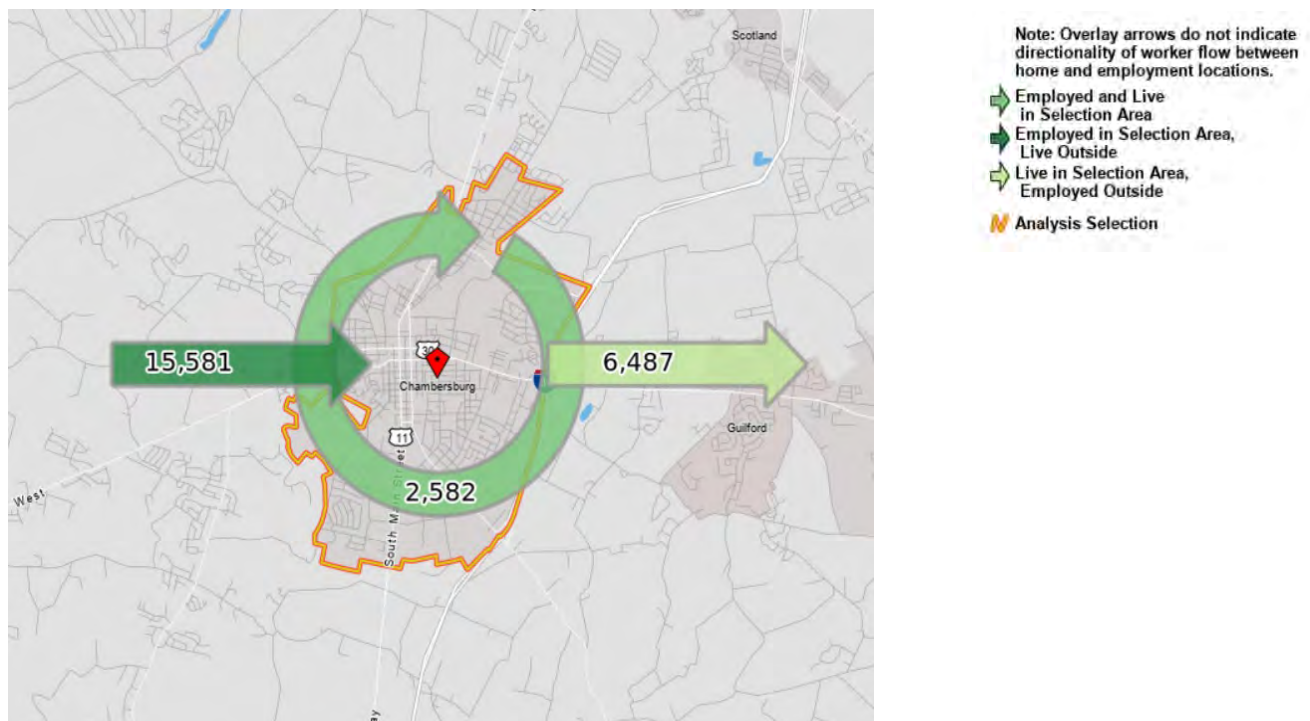 Scotland
Note: Overlay arrows do not indicate
directionality of worker flow between
home and employment locations.
Employed and Live
in Selection Area
Employed in Selection Area,
Live Outside
Live in Selection Area,
Employed Outside
Analysis Selection
15,581
30
6,487
Chambersburg
Guilford
11
2,582
West
South Main Street
ay